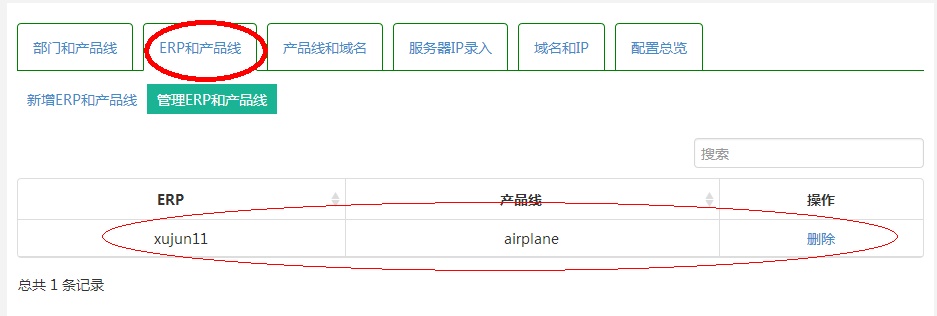 部门和产品线 ERP和产品线 产品线和域名 服务器IP录入 域名和IP 配置总览
新增ERP和产品线 管理ERP和产品线
搜索
ERP 产品线 操作
xujun11 airplane 删除
总共 1 条记录